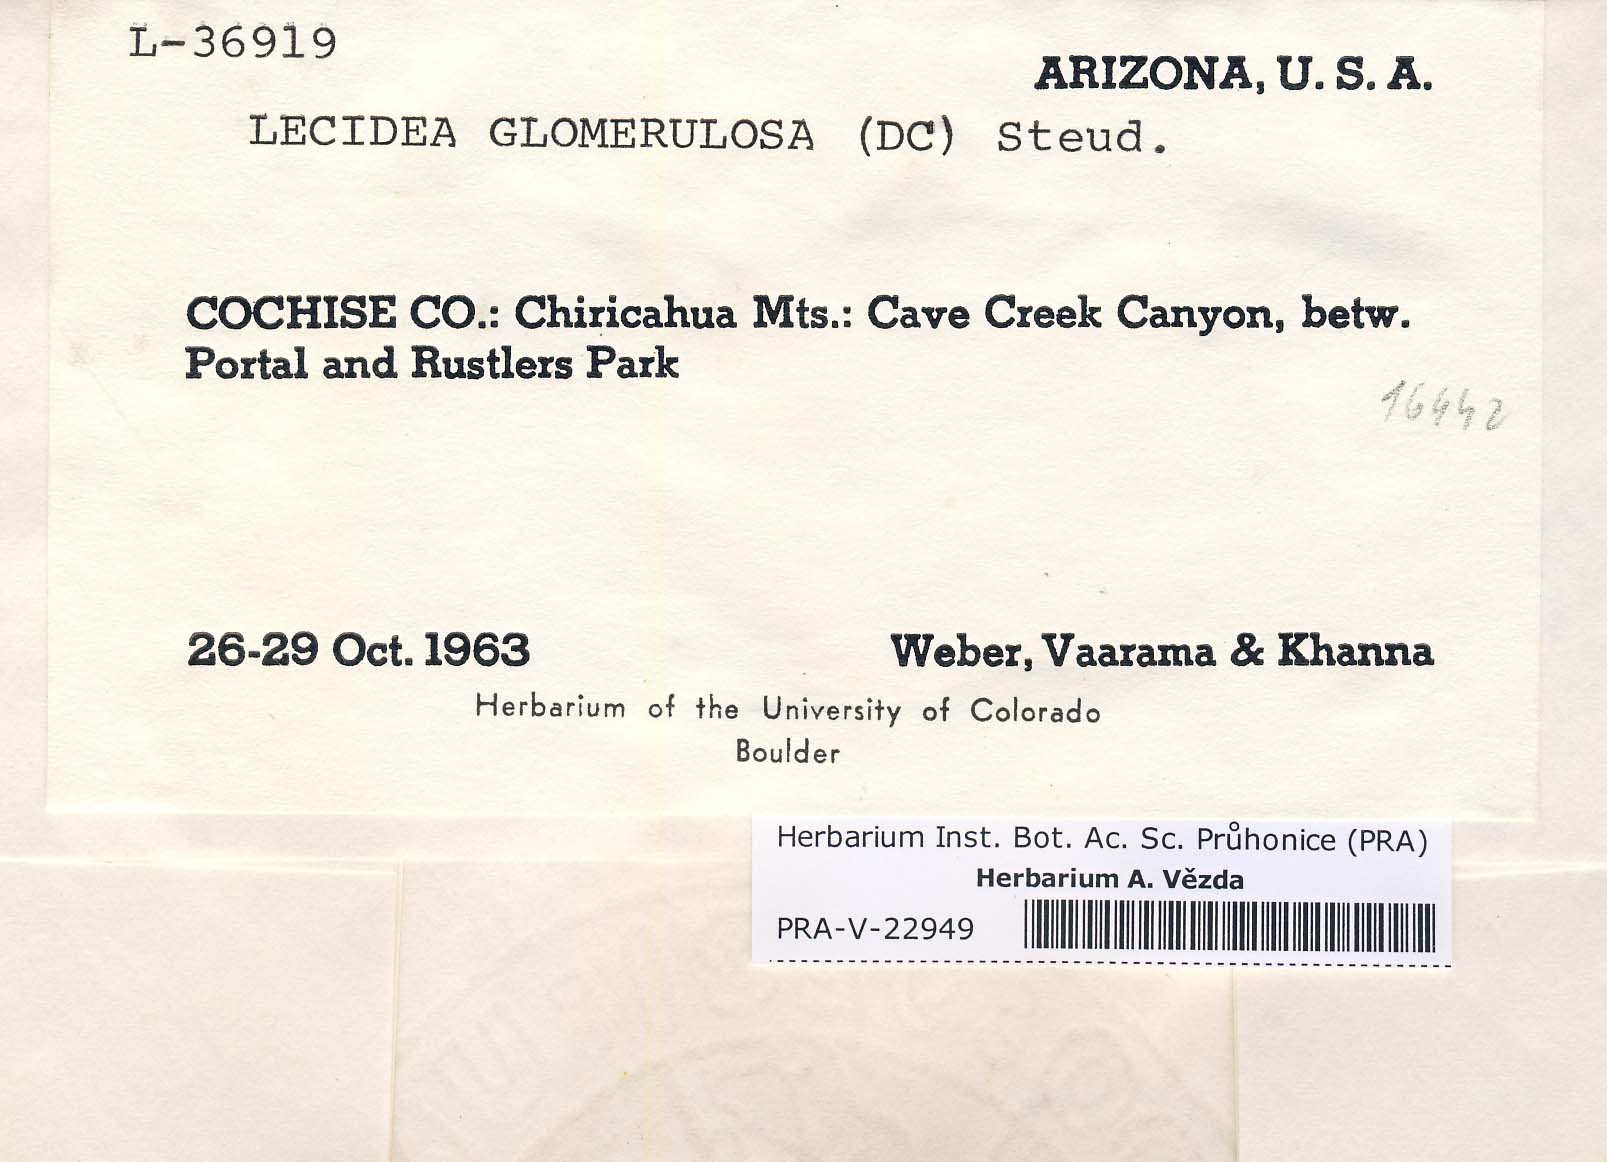 L-36919
ARIZONA, U. S. A.
LECIDEA GLOMERULOSA (DC) Steud.
COCHISE CO.: Chiricahua Mts.: Cave Creek Canyon, betw.
Portal and Rustlers Park
16442
26-29 Oct. 1963 Weber, Vaarama & Khanna
Herbarium of the University of Colorado
Boulder
Herbarium Inst. Bot. Ac. Sc. Průhonice (PRA)
Herbarium A. Vězda
PRA-V-22949